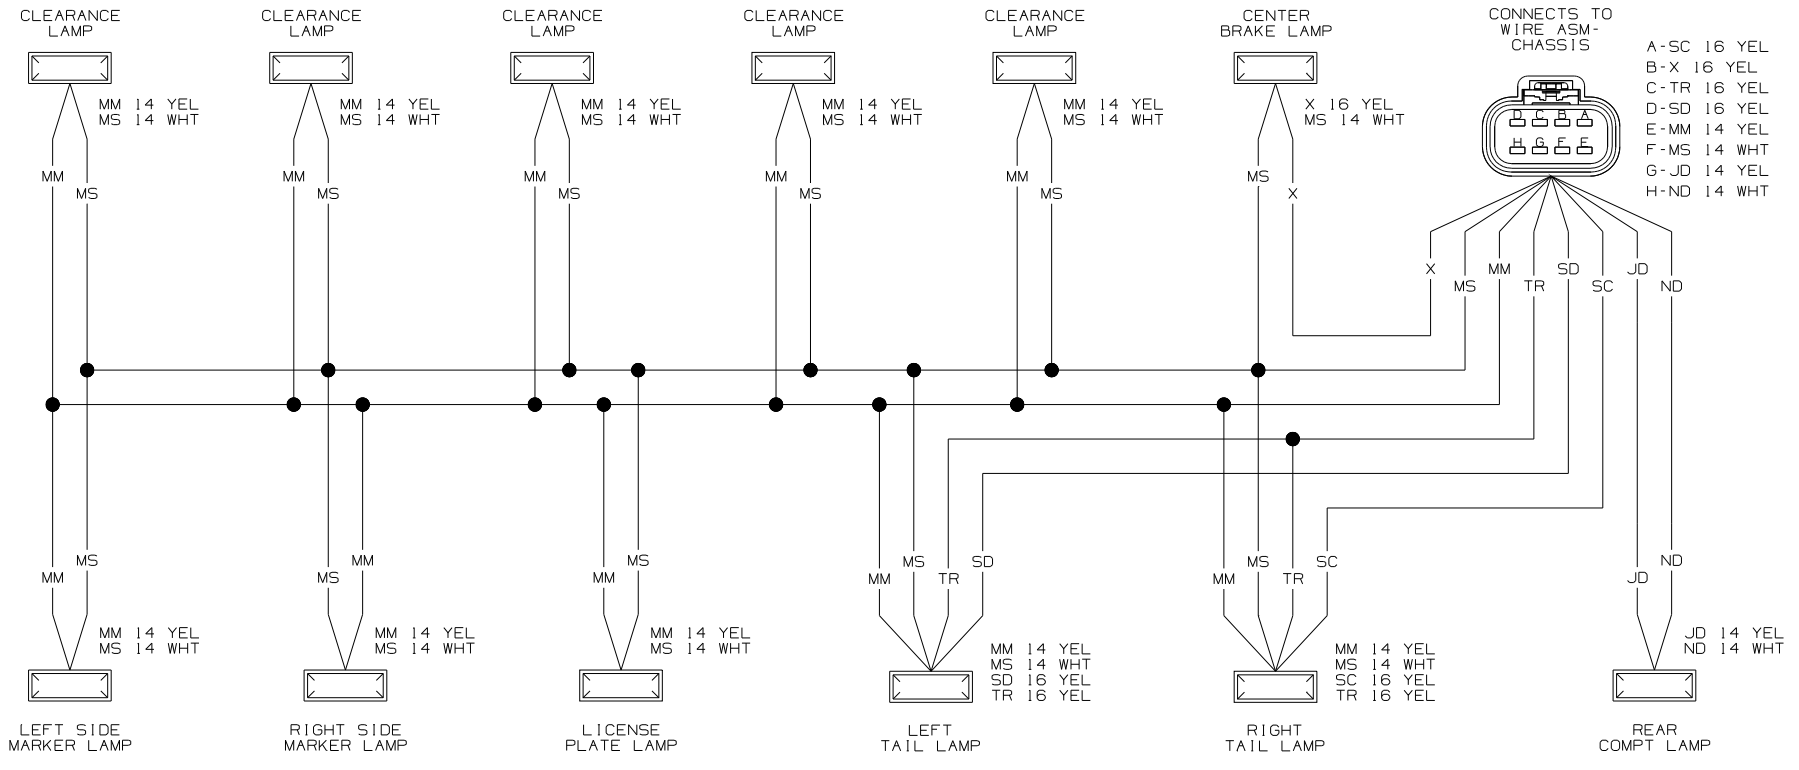 CLEARANCE
LAMP
CLEARANCE
LAMP
CLEARANCE
LAMP
CLEARANCE
LAMP
CLEARANCE
LAMP
CENTER
BRAKE LAMP
CONNECTS TO
WIRE ASM-
CHASSIS
A-SC 16 YEL
B-X 16 YEL
C-TR 16 YEL
D-SD 16 YEL
E-MM 14 YEL
F-MS 14 WHT
G-JD 14 YEL
H-ND 14 WHT
MM 14 YEL
MS 14 WHT
MM 14 YEL
MS 14 WHT
MM 14 YEL
MS 14 WHT
MM 14 YEL
MS 14 WHT
MM 14 YEL
MS 14 WHT
X 16 YEL
MS 14 WHT
D C B A
H G F E
MM
MS
MM
MS
MM
MS
MM
MS
MM
MS
MS
X
X
MS
MM
TR
SD
SC
JD
ND
MM
MS
MS
MM
MM
MS
MM
MS
TR
SD
MM
MS
TR
SC
JD
ND
MM 14 YEL
MS 14 WHT
MM 14 YEL
MS 14 WHT
MM 14 YEL
MS 14 WHT
MM 14 YEL
MS 14 WHT
SD 16 YEL
TR 16 YEL
MM 14 YEL
MS 14 WHT
SC 16 YEL
TR 16 YEL
JD 14 YEL
ND 14 WHT
LEFT SIDE
MARKER LAMP
RIGHT SIDE
MARKER LAMP
LICENSE
PLATE LAMP
LEFT
TAIL LAMP
RIGHT
TAIL LAMP
REAR
COMPT LAMP